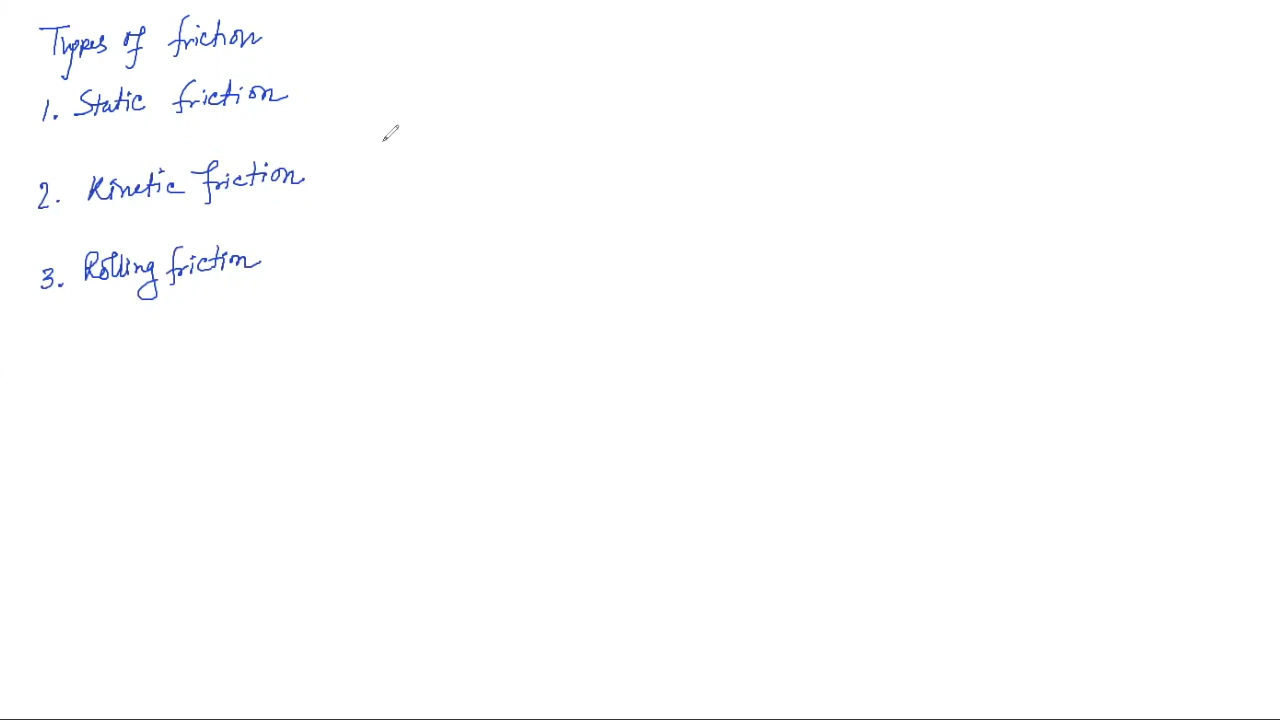 Types of friction
1. Static friction
2. Kinetic friction
3. Rolling friction